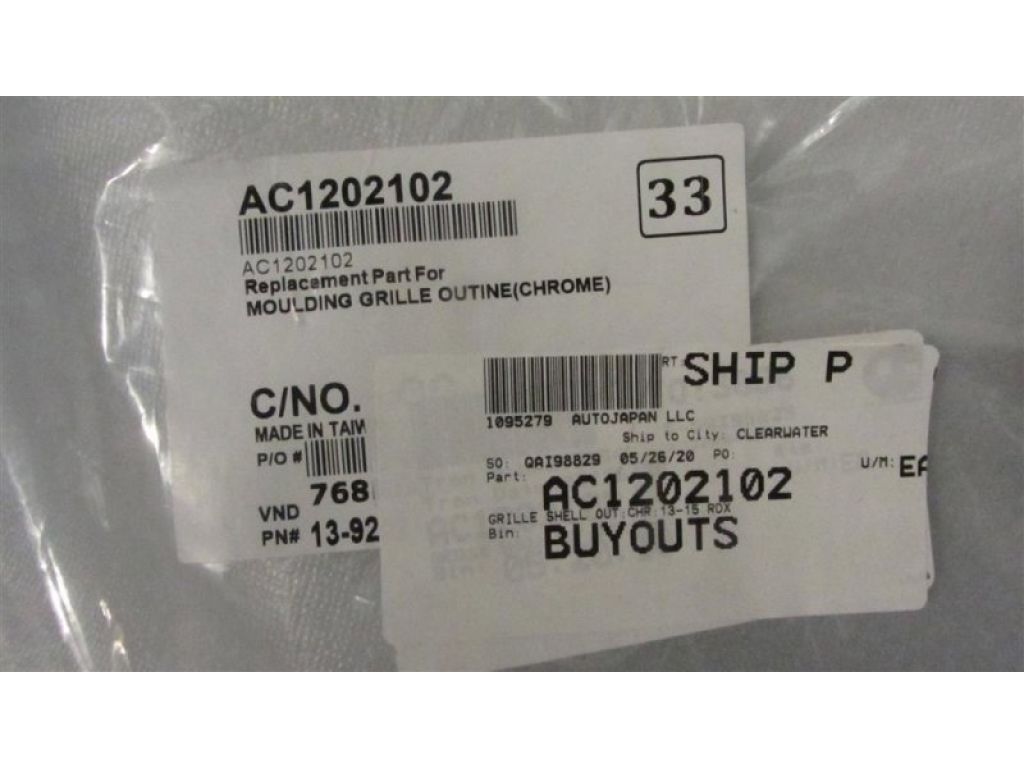 AC1202102
33
AC1202102
Replacement Part For
MOULDING GRILLE OUTINE(CHROME)
C/NO.
MADE IN TAIW
P/O #
768
VND
PN# 13-92
RT: SHIP P
1095279 AUTOJAPAN LLC
Ship to City: CLEARWATER
SO: QAI98829 05/26/20 PO:
U/M: EA
Part: AC1202102
GRILLE SHELL OUT;CHR;13-15 RDX
Bin: BUYOUTS